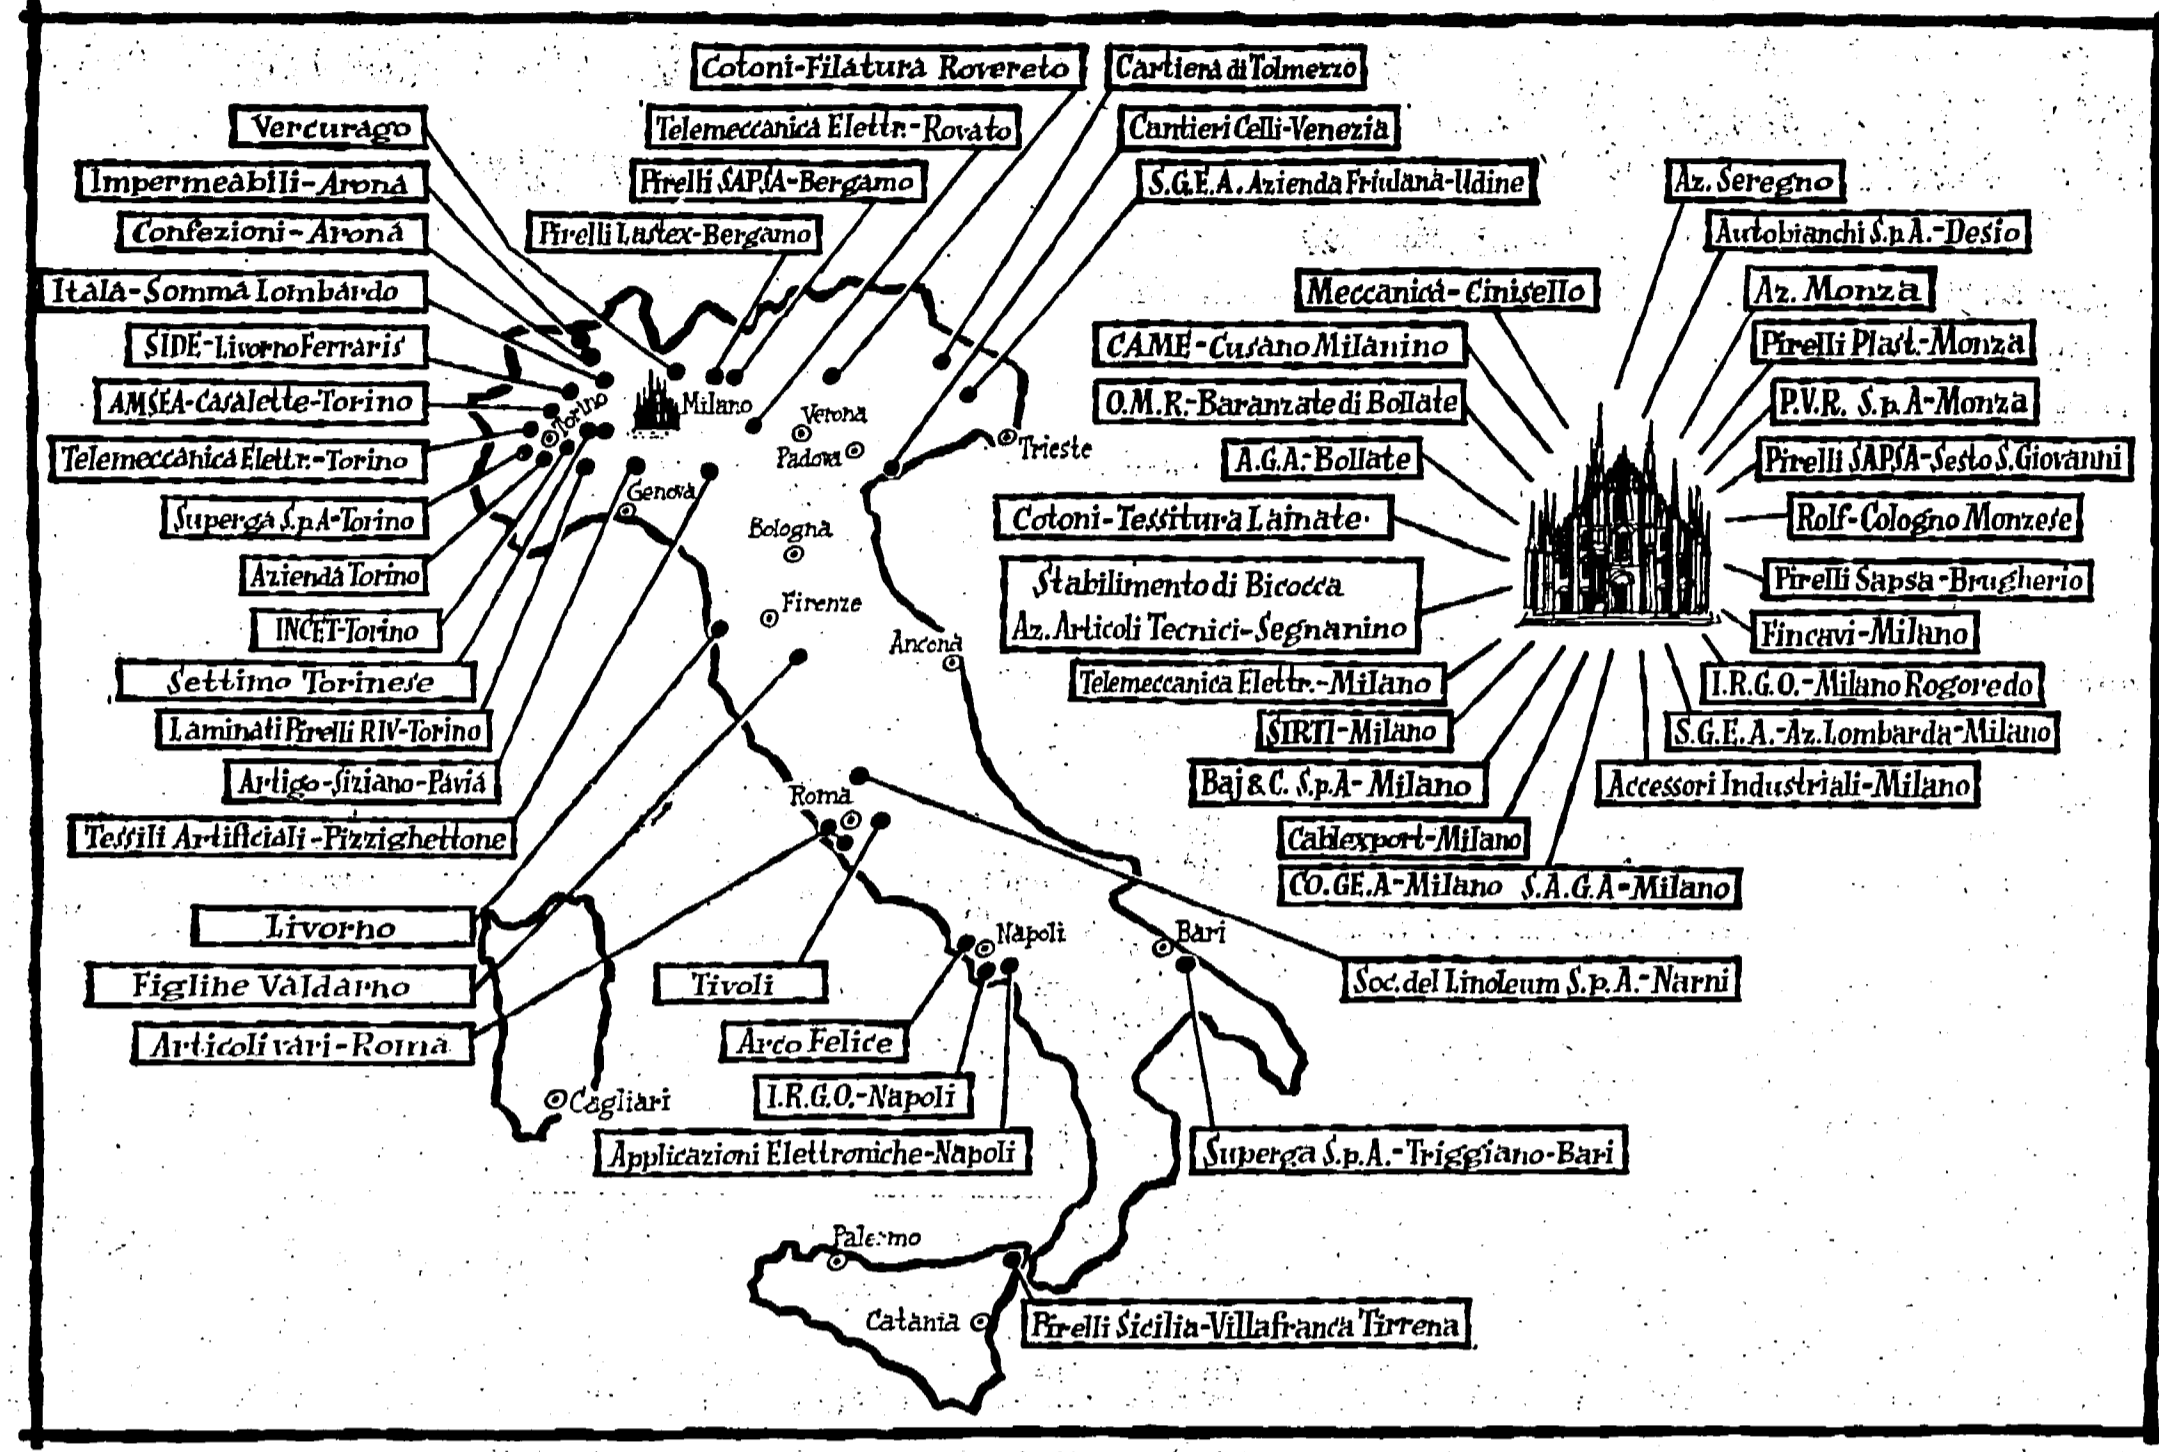 Cotoni-Filatura Rovereto
Cartiera di Tolmezzo
Vercurago
Telemeccanica Elettr.-Rovato
Cantieri Celli-Venezia
Impermeabili-Arona
Pirelli SAPSA-Bergamo
S.G.E.A. Azienda Friulana-Udine
Az. Seregno
Confezioni-Arona
Pirelli Lastex-Bergamo
Autobianchi S.p.A.-Desio
Itala-Somma Lombardo
Meccanica-Cinisello
Az. Monza
SIDE-Livorno Ferraris
CAME-Cusano Milanino
Pirelli Plast.-Monza
AMSEA-Casalette-Torino
O.M.R.-Baranzate di Bollate
P.V.R. S.p.A-Monza
Torino
Milano
Verona
Padova
Trieste
Telemeccanica Elettr.-Torino
A.G.A.-Bollate
Pirelli SAPSA-Sesto S.Giovanni
Genova
Superga S.p.A-Torino
Bologna
Cotoni-Tessitura Lainate.
Rolf-Cologno Monzese
Azienda Torino
Stabilimento di Bicocca
Az. Articoli Tecnici-Segnanino
Pirelli Sapsa-Brugherio
INCET-Torino
Firenze
Ancona
Fincavi-Milano
Settimo Torinese
Telemeccanica Elettr.-Milano
I.R.G.O.-Milano Rogoredo
Laminati Pirelli RIV-Torino
SIRTI-Milano
S.G.E.A.-Az. Lombarda-Milano
Artigo-Siziano-Pavia
Roma
Baj & C. S.p.A-Milano
Accessori Industriali-Milano
Tessili Artificiali-Pizzighettone
Cablexport-Milano
CO.GE.A-Milano S.A.G.A-Milano
Livorno
Napoli
Bari
Figline Valdarno
Tivoli
Soc. del Linoleum S.p.A.-Narni
Articoli vari-Roma
Arco Felice
Cagliari
I.R.G.O.-Napoli
Applicazioni Elettroniche-Napoli
Superga S.p.A.-Triggiano-Bari
Palermo
Catania
Pirelli Sicilia-Villafranca Tirrena